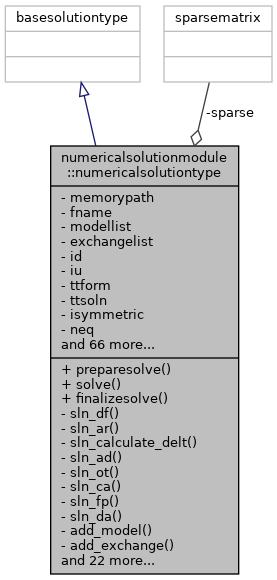 basesolutiontype
sparsematrix
-sparse
numericalsolutionmodule
::numericalsolutiontype
- memorypath
- fname
- modellist
- exchangelist
- id
- iu
- ttform
- ttsoln
- isymmetric
- neq
and 66 more...
+ preparesolve()
+ solve()
+ finalizesolve()
- sln_df()
- sln_ar()
- sln_calculate_delt()
- sln_ad()
- sln_ot()
- sln_ca()
- sln_fp()
- sln_da()
- add_model()
- add_exchange()
and 22 more...